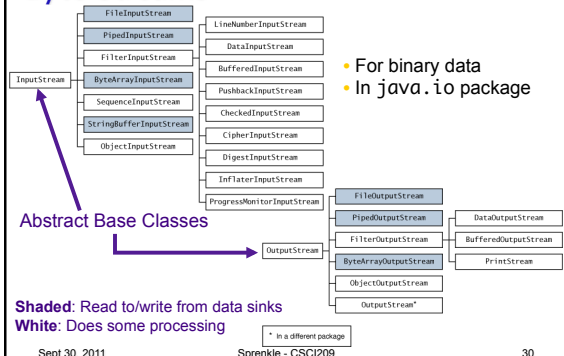 FileInputStream
PipedInputStream
FilterInputStream
InputStream
ByteArrayInputStream
SequenceInputStream
StringBufferInputStream
ObjectInputStream
LineNumberInputStream
DataInputStream
BufferedInputStream
PushbackInputStream
CheckedInputStream
CipherInputStream
DigestInputStream
InflaterInputStream
ProgressMonitorInputStream
• For binary data
• In java.io package
Abstract Base Classes
FileOutputStream
PipedOutputStream
FilterOutputStream
OutputStream
ByteArrayOutputStream
ObjectOutputStream
OutputStream*
DataOutputStream
BufferedOutputStream
PrintStream
Shaded: Read to/write from data sinks
White: Does some processing
* In a different package
Sept 30, 2011
Sprenkle - CSCI209
30